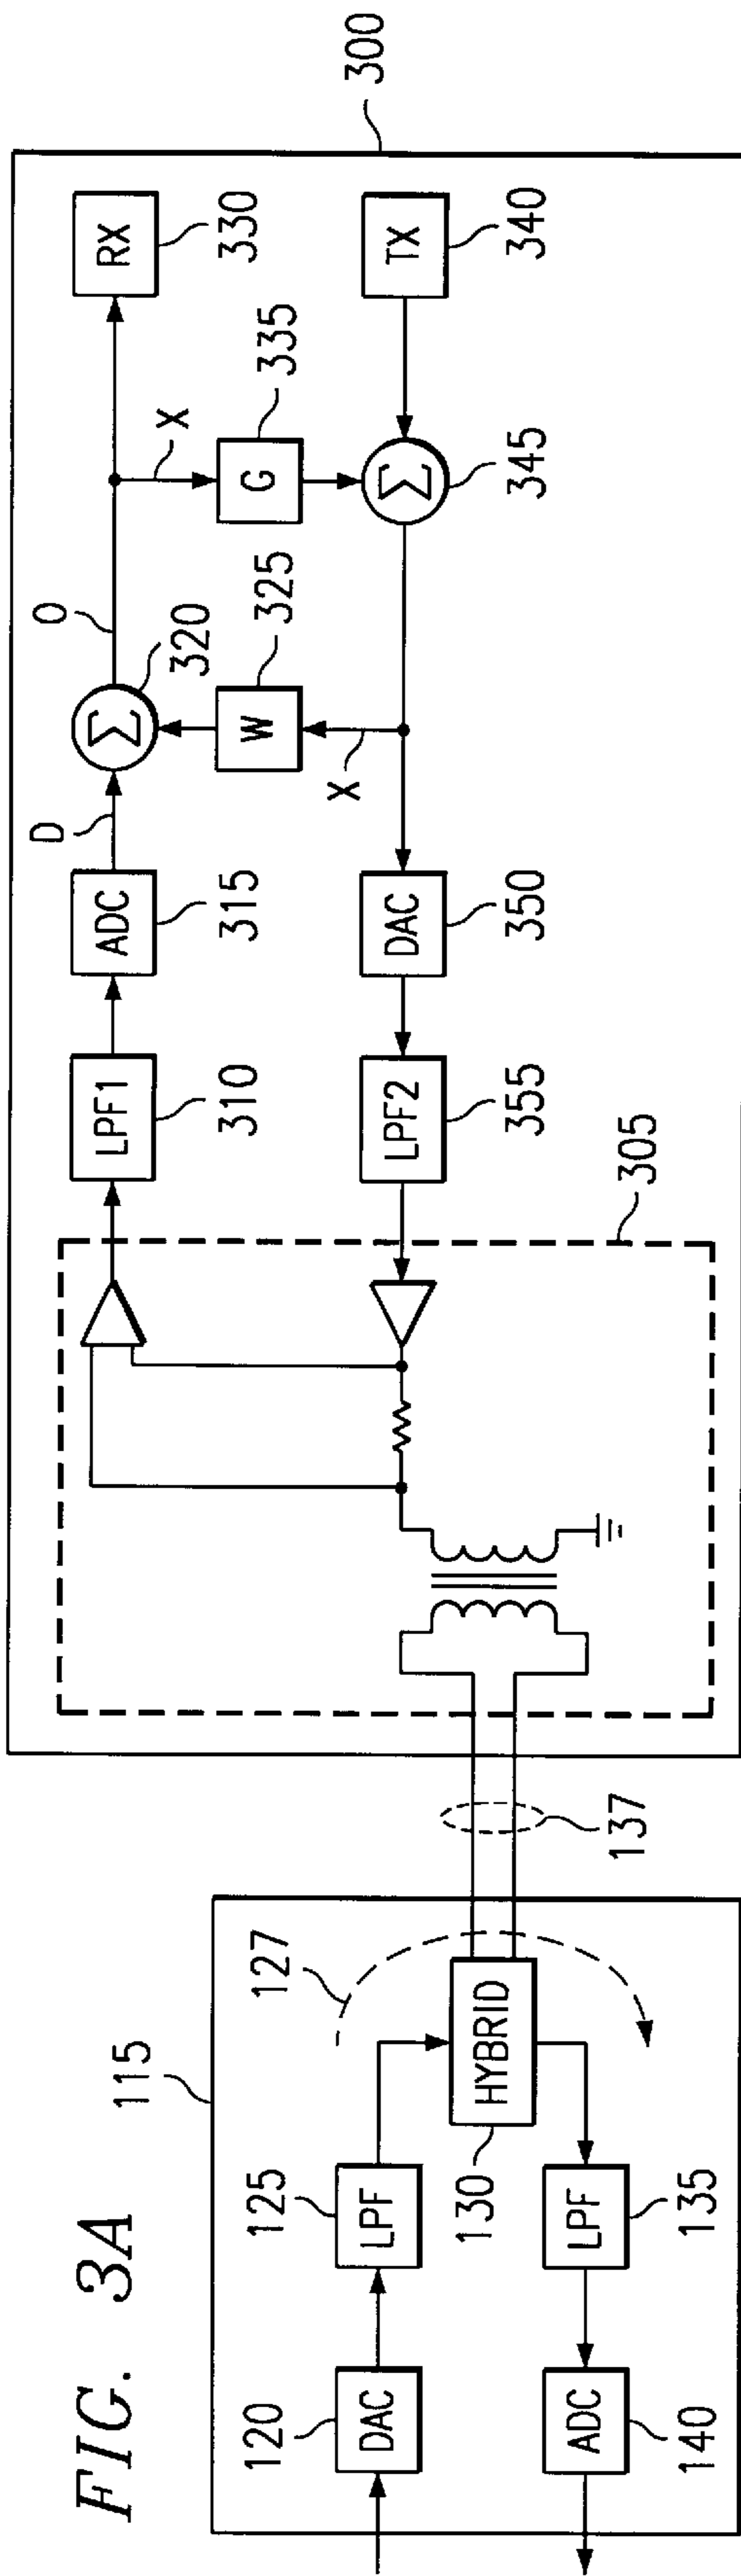 FIG. 3A
115
120
DAC
125
LPF
127
130
HYBRID
135
LPF
140
ADC
137
300
305
310
LPF1
315
ADC
D
320
Σ
O
325
W
X
330
RX
335
G
X
340
TX
345
Σ
350
DAC
355
LPF2